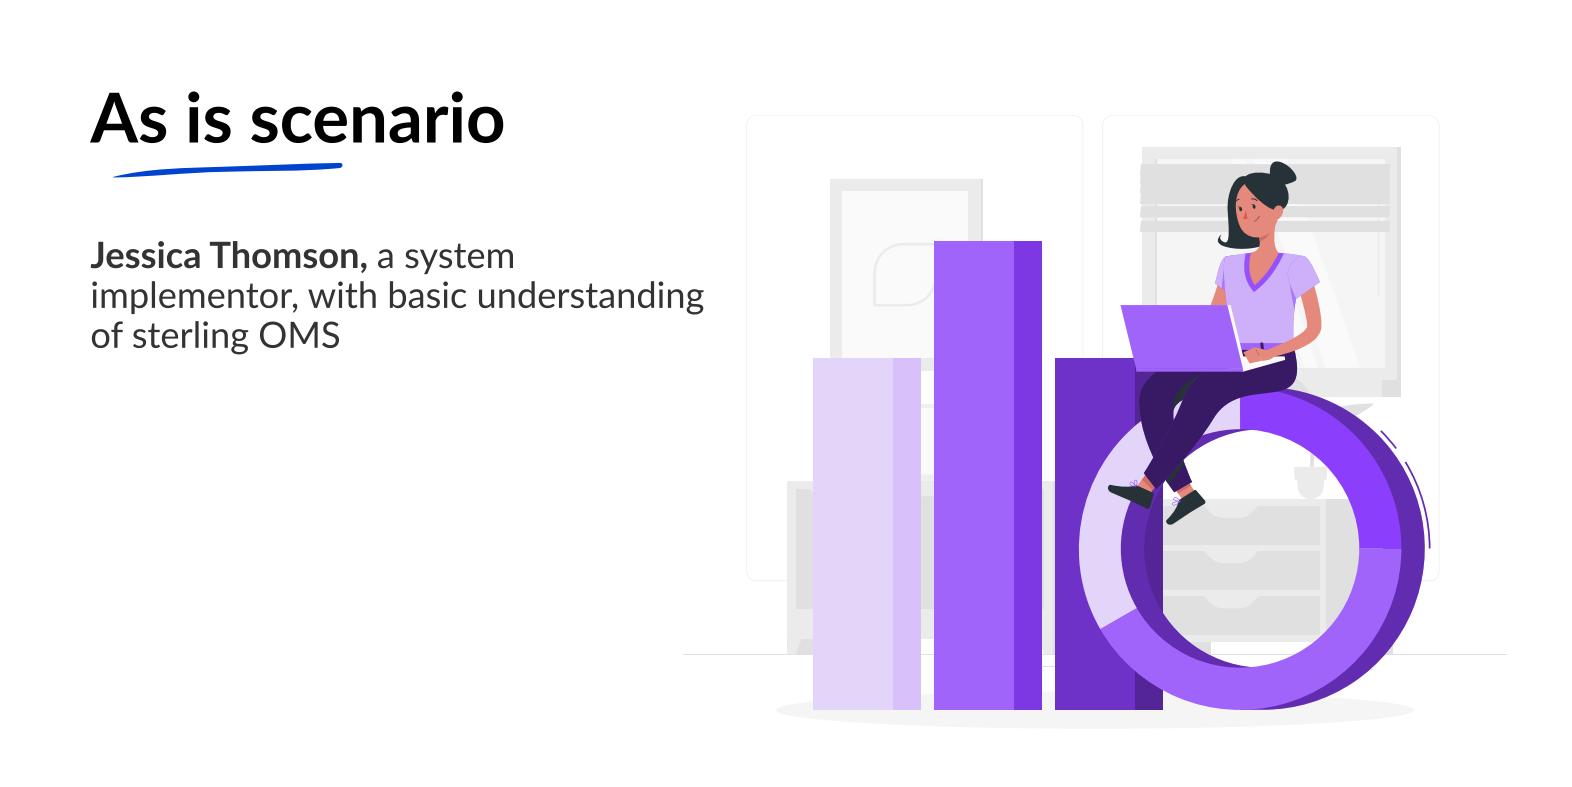 As is scenario
Jessica Thomson, a system
implementor, with basic understanding
of sterling OMS